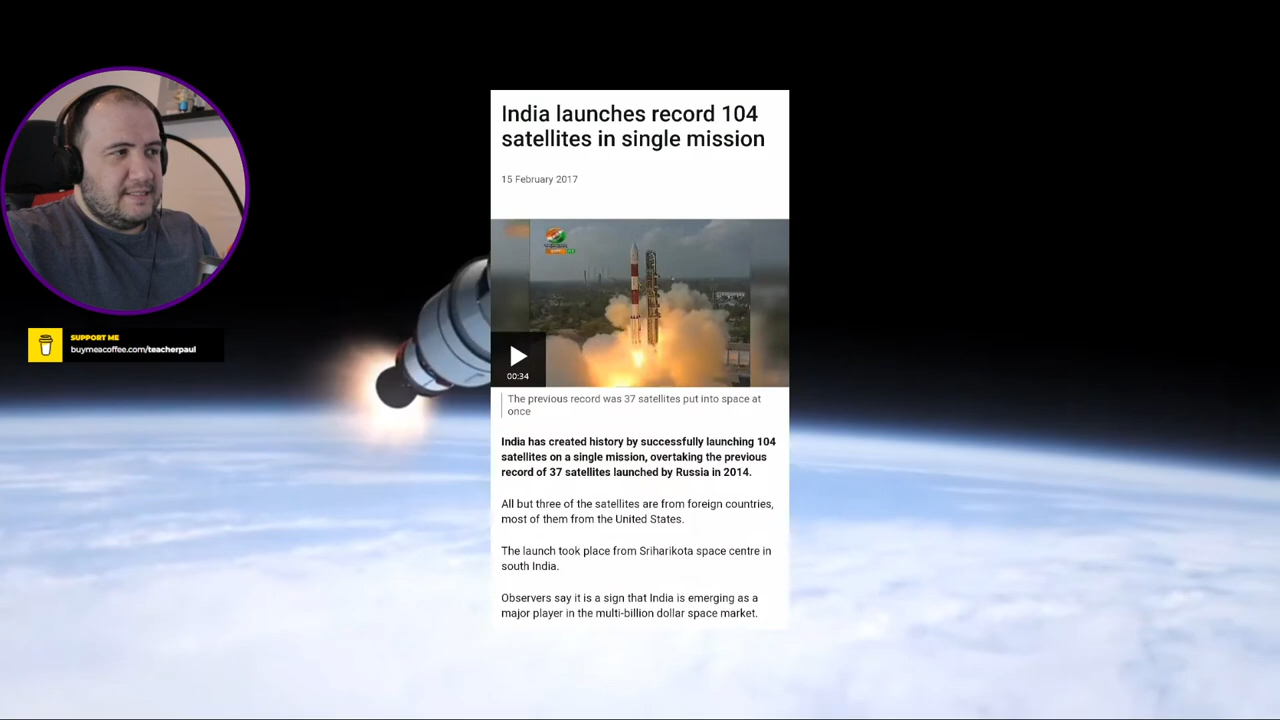 India launches record 104
satellites in single mission
15 February 2017
00:34
The previous record was 37 satellites put into space at
once
India has created history by successfully launching 104
satellites on a single mission, overtaking the previous
record of 37 satellites launched by Russia in 2014.
All but three of the satellites are from foreign countries,
most of them from the United States.
The launch took place from Sriharikota space centre in
south India.
Observers say it is a sign that India is emerging as a
major player in the multi-billion dollar space market.
SUPPORT ME
buymeacoffee.com/teacherpaul